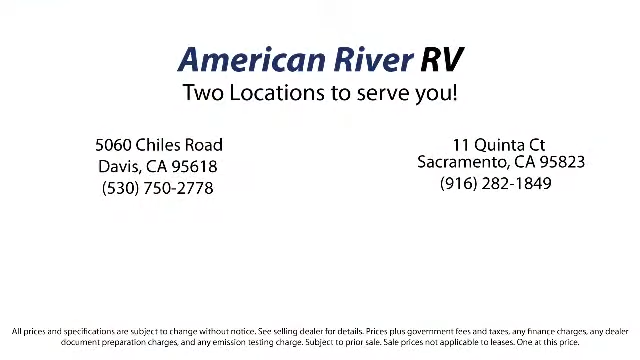 American River RV
Two Locations to serve you!
5060 Chiles Road
Davis, CA 95618
(530) 750-2778
11 Quinta Ct
Sacramento, CA 95823
(916) 282-1849
All prices and specifications are subject to change without notice. See selling dealer for details. Prices plus government fees and taxes, any finance charges, any dealer
document preparation charges, and any emission testing charge. Subject to prior sale. Sale prices not applicable to leases. One at this price.